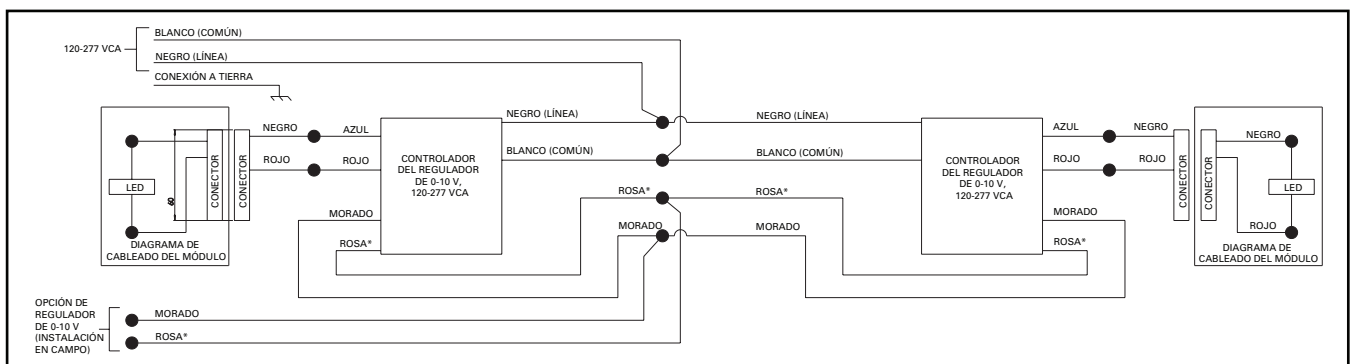 BLANCO (COMÚN)
120-277 VCA
NEGRO (LÍNEA)
CONEXIÓN A TIERRA
NEGRO
AZUL
ROJO
ROJO
CONECTOR
CONECTOR
LED
DIAGRAMA DE
CABLEADO DEL MÓDULO
CONTROLADOR
DEL REGULADOR
DE 0-10 V,
120-277 VCA
NEGRO (LÍNEA)
BLANCO (COMÚN)
MORADO
ROSA*
ROSA*
MORADO
NEGRO (LÍNEA)
BLANCO (COMÚN)
ROSA*
MORADO
CONTROLADOR
DEL REGULADOR
DE 0-10 V,
120-277 VCA
AZUL
NEGRO
ROJO
ROJO
MORADO
ROSA*
CONECTOR
CONECTOR
NEGRO
LED
ROJO
DIAGRAMA DE
CABLEADO DEL MÓDULO
OPCIÓN DE
REGULADOR
DE 0-10 V
(INSTALACIÓN
EN CAMPO)
MORADO
ROSA*